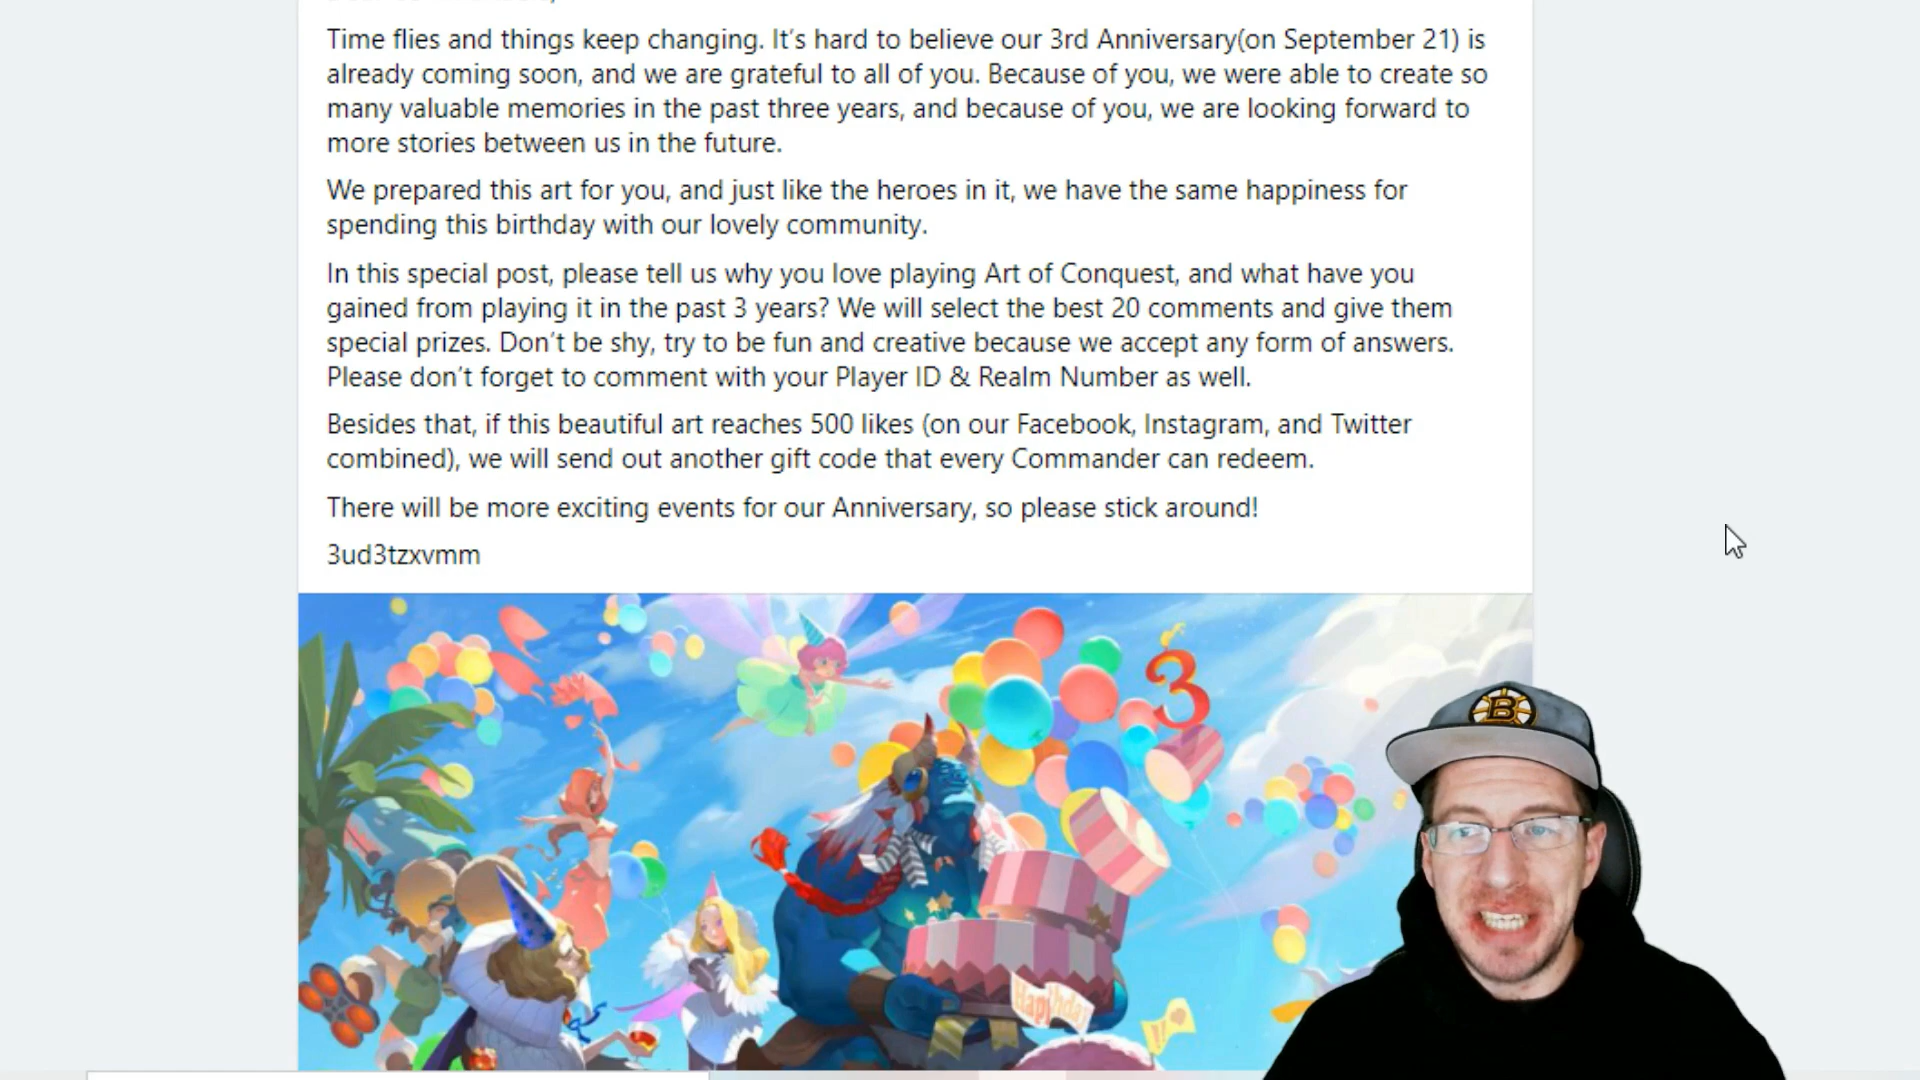 Time flies and things keep changing. It's hard to believe our 3rd Anniversary(on September 21) is
already coming soon, and we are grateful to all of you. Because of you, we were able to create so
many valuable memories in the past three years, and because of you, we are looking forward to
more stories between us in the future.
We prepared this art for you, and just like the heroes in it, we have the same happiness for
spending this birthday with our lovely community.
In this special post, please tell us why you love playing Art of Conquest, and what have you
gained from playing it in the past 3 years? We will select the best 20 comments and give them
special prizes. Don't be shy, try to be fun and creative because we accept any form of answers.
Please don't forget to comment with your Player ID & Realm Number as well.
Besides that, if this beautiful art reaches 500 likes (on our Facebook, Instagram, and Twitter
combined), we will send out another gift code that every Commander can redeem.
There will be more exciting events for our Anniversary, so please stick around!
3ud3tzxvmm
3
B